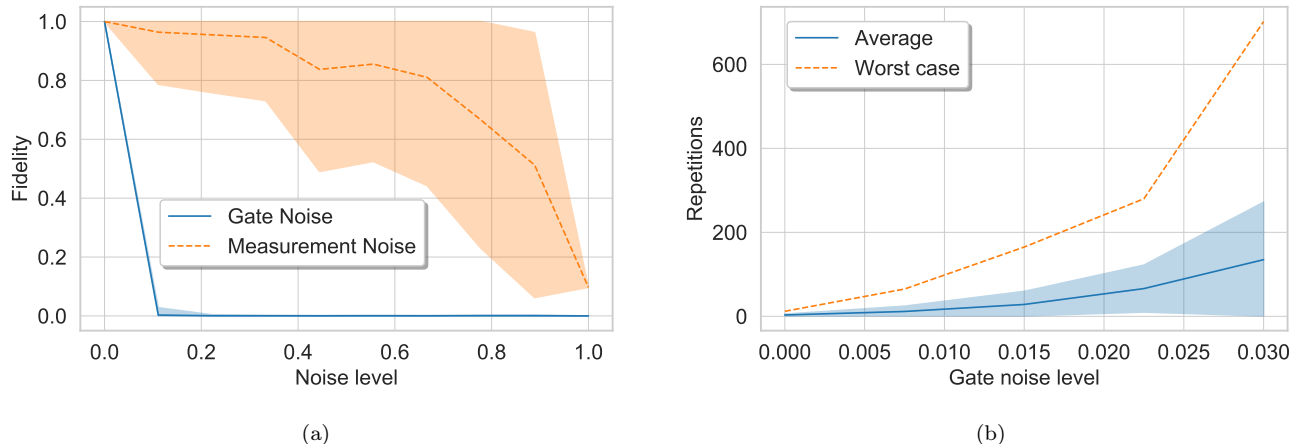 1.0
0.8
0.6
0.4
0.2
0.0
Fidelity
Gate Noise
Measurement Noise
0.0 0.2 0.4 0.6 0.8 1.0
Noise level
(a)
600
400
200
0
Repetitions
Average
Worst case
0.000 0.005 0.010 0.015 0.020 0.025 0.030
Gate noise level
(b)